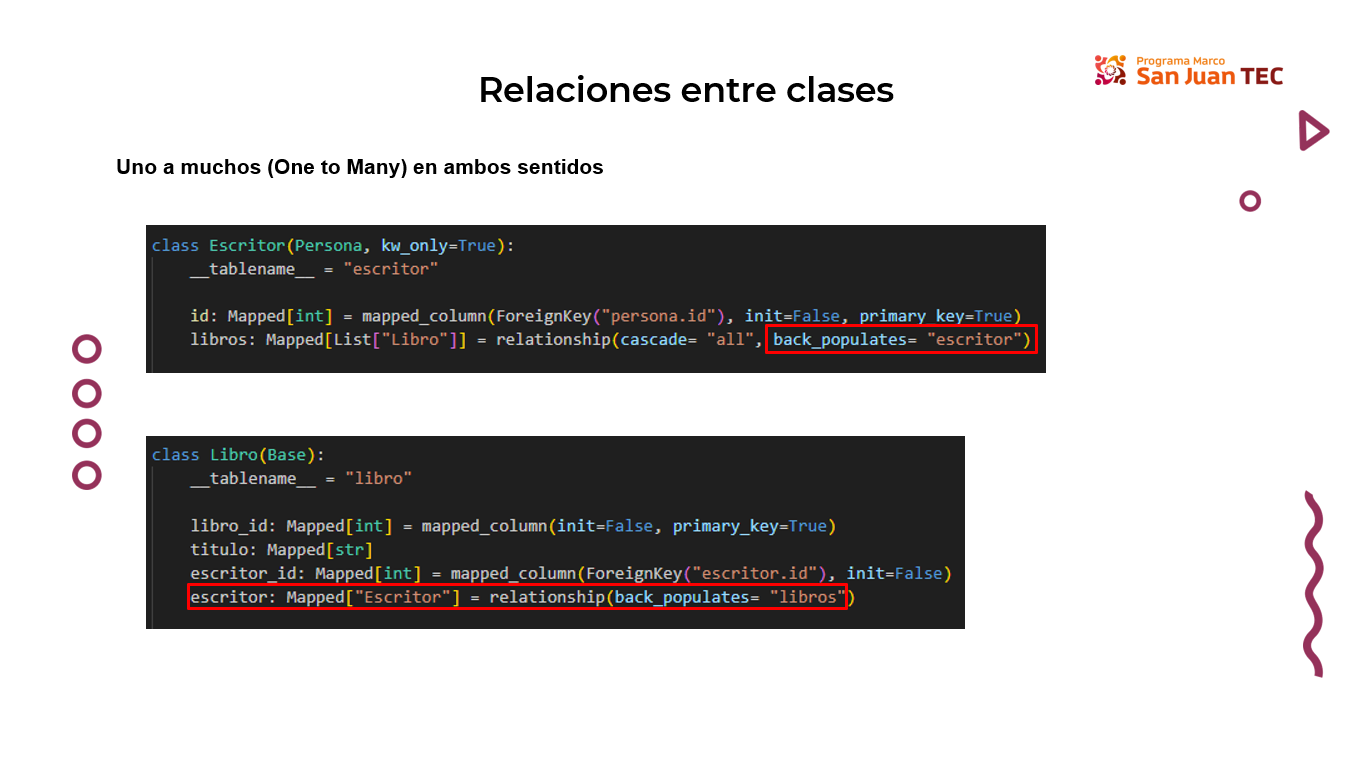 Programa Marco
San Juan TEC
Relaciones entre clases
Uno a muchos (One to Many) en ambos sentidos
class Escritor(Persona, kw_only=True):
    __tablename__ = "escritor"
    id: Mapped[int] = mapped_column(ForeignKey("persona.id"), init=False, primary_key=True)
    libros: Mapped[List["Libro"]] = relationship(cascade= "all", back_populates= "escritor")
class Libro(Base):
    __tablename__ = "libro"
    libro_id: Mapped[int] = mapped_column(init=False, primary_key=True)
    titulo: Mapped[str]
    escritor_id: Mapped[int] = mapped_column(ForeignKey("escritor.id"), init=False)
    escritor: Mapped["Escritor"] = relationship(back_populates= "libros")